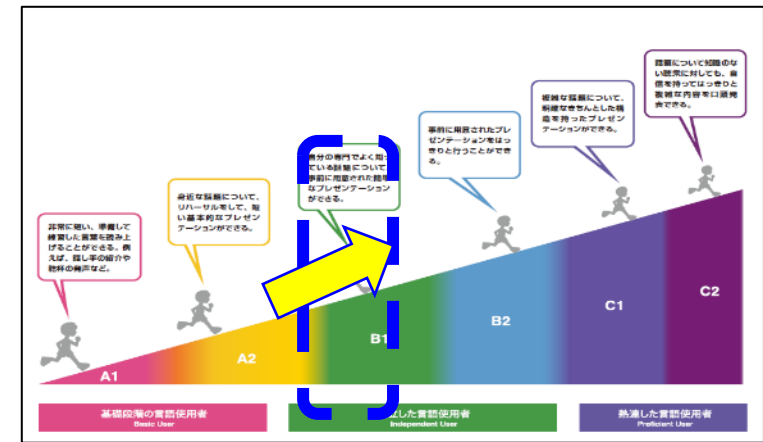 非常に短い、準備して
練習した言葉を読み上
げることができる。例
えば、話し手の紹介や
乾杯の発声など。
身近な話題について、
リハーサルをして、短
い基本的なプレゼン
テーションができる。
自分の専門でよく知っ
ている話題について、
事前に用意された簡単
なプレゼンテーション
ができる。
事前に用意されたプレ
ゼンテーションをはっ
きりと行うことができ
る。
複雑な話題について、
明確なきちんとした構
造を持ったプレゼン
テーションができる。
話題について知識のな
い聴衆に対しても、自
信を持ってはっきりと
複雑な内容を口頭発
表できる。
A1
A2
B1
B2
C1
C2
基礎段階の言語使用者
Basic User
した言語使用者
Independent User
熟達した言語使用者
Proficient User